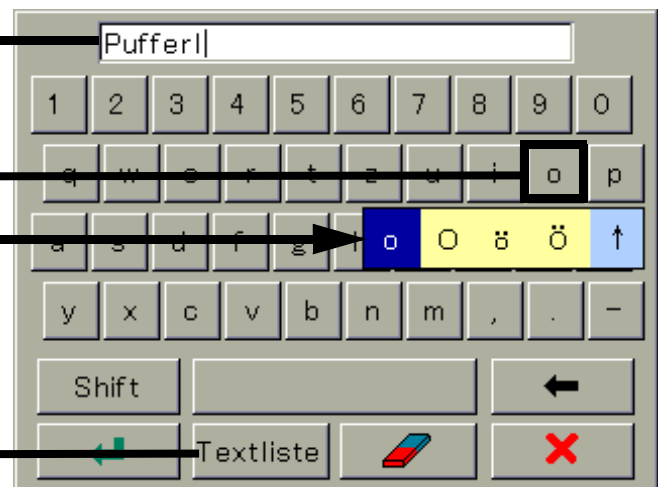 Pufferl
1 2 3 4 5 6 7 8 9 0
q w e r t z u i o p
a s d f g o O ö Ö ↑
y x c v b n m , . -
Shift ←
Textliste